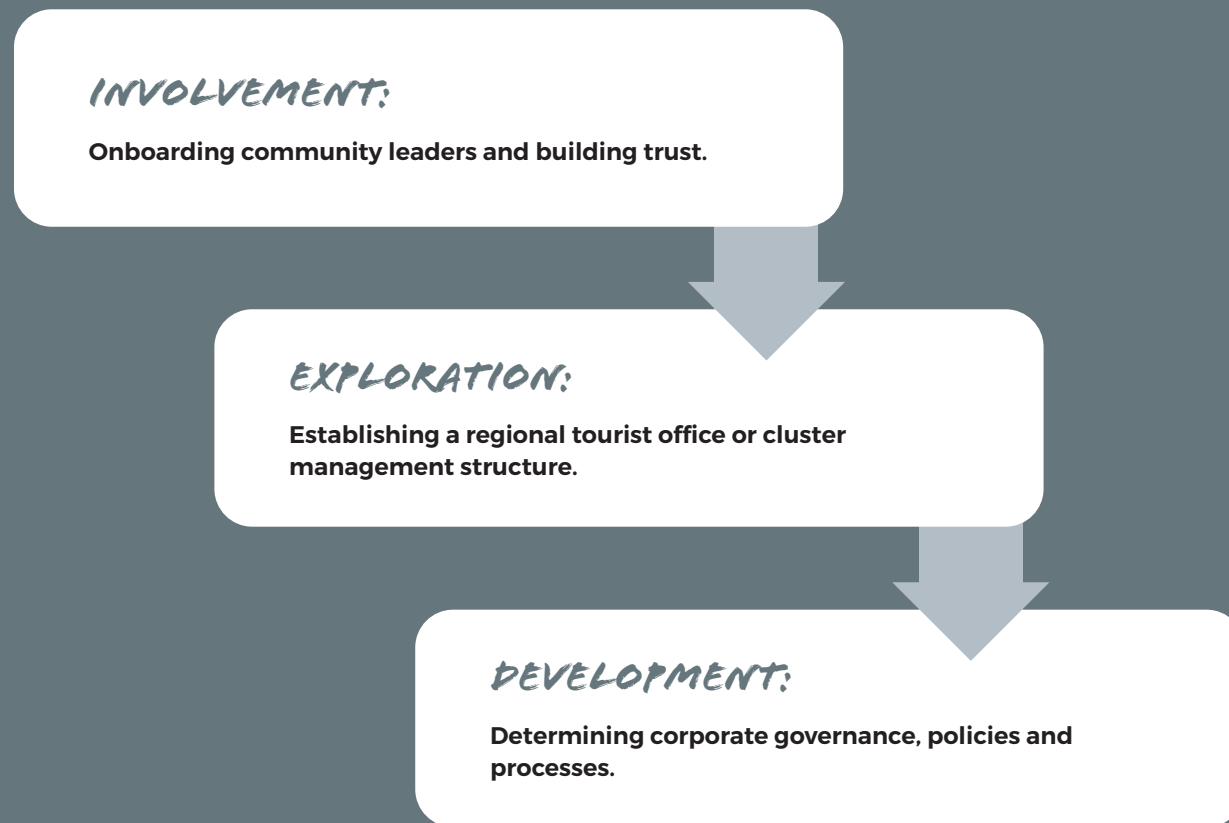 INVOLVEMENT:
Onboarding community leaders and building trust.
EXPLORATION:
Establishing a regional tourist office or cluster
management structure.
DEVELOPMENT:
Determining corporate governance, policies and
processes.